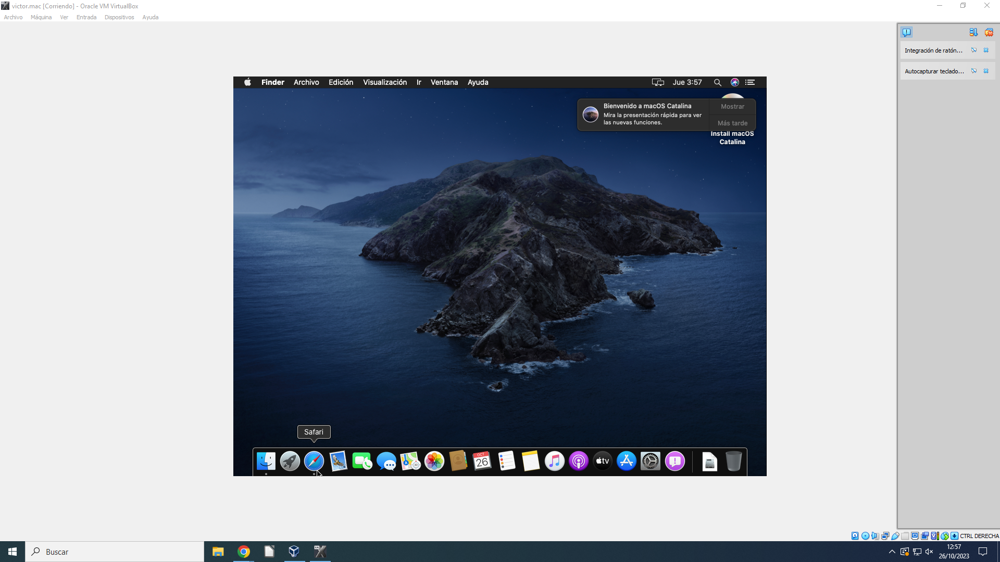 victor.mac [Corriendo] - Oracle VM VirtualBox
Archivo Máquina Ver Entrada Dispositivos Ayuda
Integración de ratón...
Autocapturar teclado...
Finder Archivo Edición Visualización Ir Ventana Ayuda Jue 3:57
Bienvenido a macOS Catalina
Mira la presentación rápida para ver
las nuevas funciones.
Mostrar
Más tarde
Install macOS
Catalina
Safari
OCT
26
3D
tv
CTRL DERECHA
Buscar
64
12:57
26/10/2023